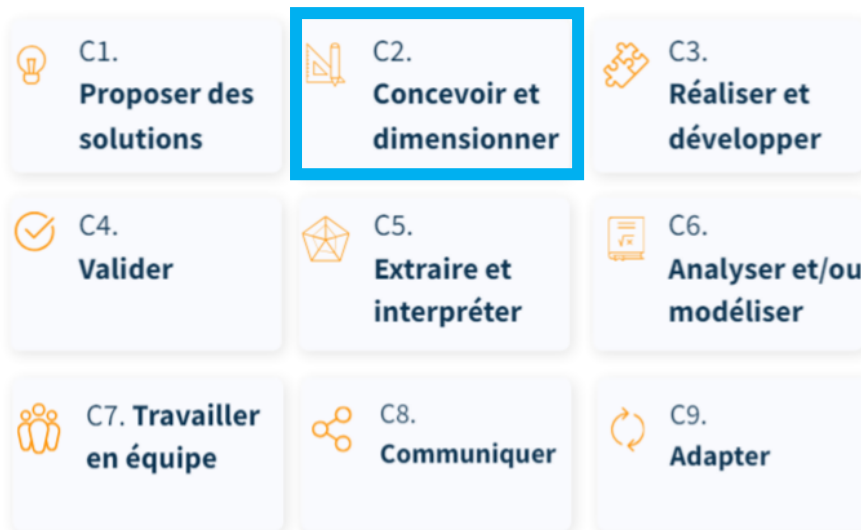 C1.
Proposer des
solutions
C2.
Concevoir et
dimensionner
C3.
Réaliser et
développer
C4.
Valider
C5.
Extraire et
interpréter
C6.
Analyser et/ou
modéliser
C7. Travailler
en équipe
C8.
Communiquer
C9.
Adapter